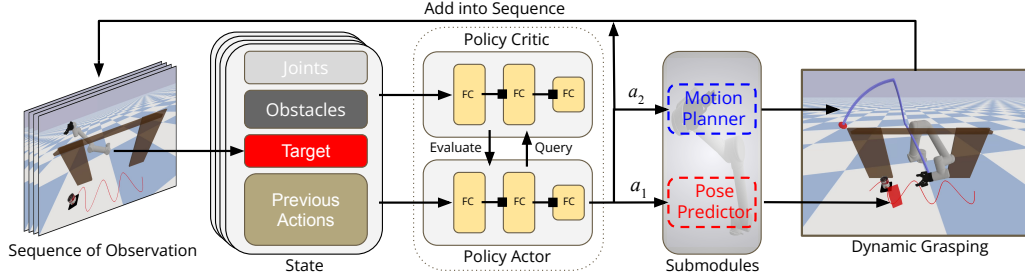 Add into Sequence
Policy Critic
Joints
Obstacles
Target
Previous
Actions
FC
FC
FC
Evaluate
Query
FC
FC
FC
Policy Actor
a2
a1
Motion
Planner
Pose
Predictor
Sequence of Observation
State
Submodules
Dynamic Grasping